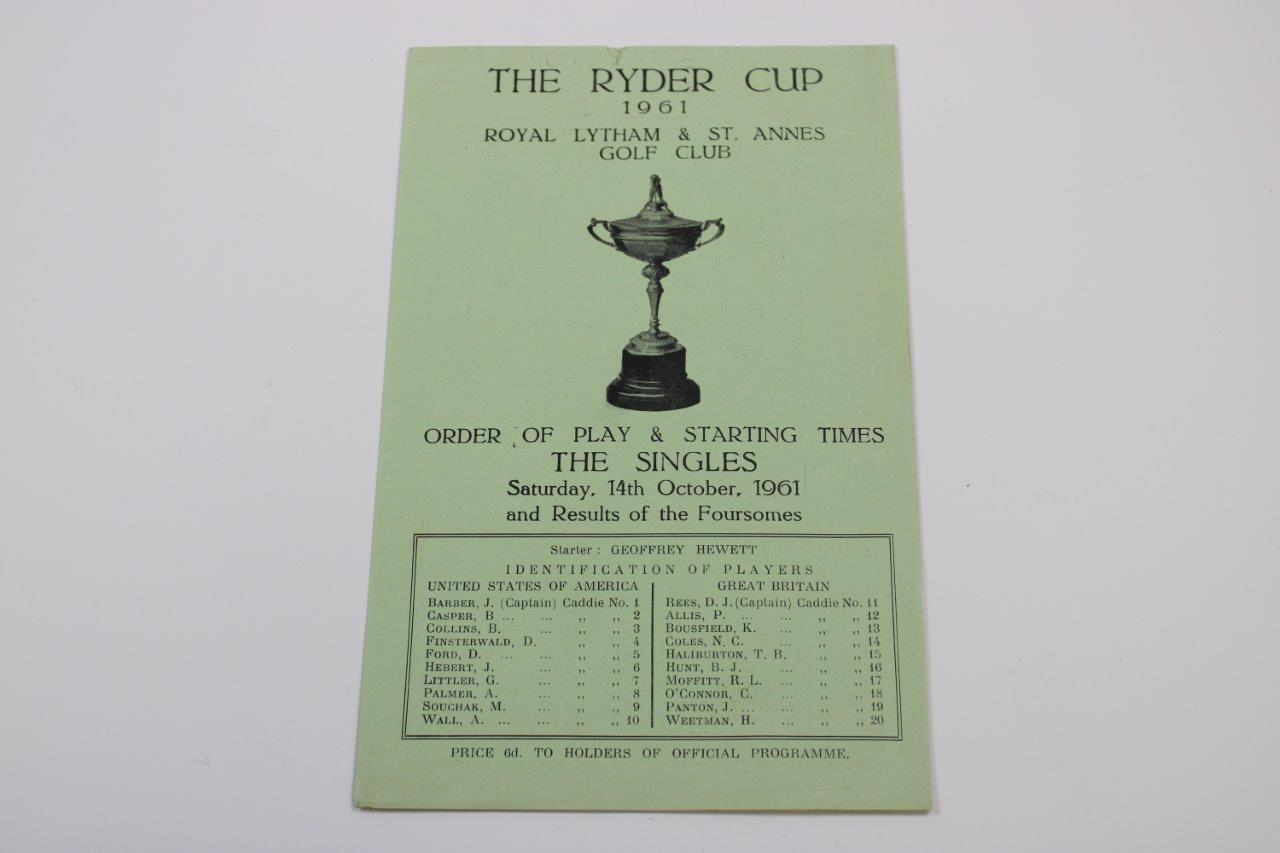 THE RYDER CUP
1961
ROYAL LYTHAM & ST. ANNES
GOLF CLUB
ORDER OF PLAY & STARTING TIMES
THE SINGLES
Saturday, 14th October, 1961
and Results of the Foursomes
Starter : GEOFFREY HEWETT
IDENTIFICATION OF PLAYERS
UNITED STATES OF AMERICA
BARBER, J. (Captain) Caddie No. 1
CASPER, B ... ... ,, ,, 2
COLLINS, B. ... ,, ,, 3
FINSTERWALD, D. ,, ,, 4
FORD, D. ... ... ,, ,, 5
HEBERT, J. ... ,, ,, 6
LITTLER, G. ... ,, ,, 7
PALMER, A. ... ,, ,, 8
SOUCHAK, M. ... ,, ,, 9
WALL, A. ... ... ,, ,, 10
GREAT BRITAIN
REES, D. J. (Captain) Caddie No. 11
ALLIS, P. ... ... ,, ,, 12
BOUSFIELD, K. ... ,, ,, 13
COLES, N. C. ... ,, ,, 14
HALIBURTON, T. B. ,, ,, 15
HUNT, B. J. ... ,, ,, 16
MOFFITT, R. L. ... ,, ,, 17
O'CONNOR, C. ... ,, ,, 18
PANTON, J. ... ... ,, ,, 19
WEETMAN, H. ... ,, ,, 20
PRICE 6d. TO HOLDERS OF OFFICIAL PROGRAMME.